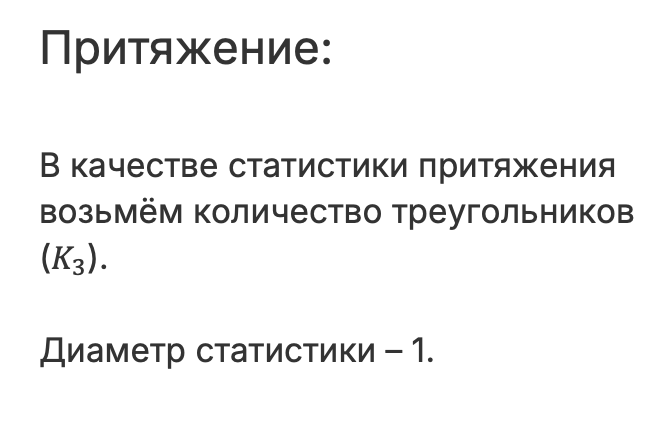 Притяжение:
В качестве статистики притяжения
возьмём количество треугольников
(K₃).
Диаметр статистики – 1.